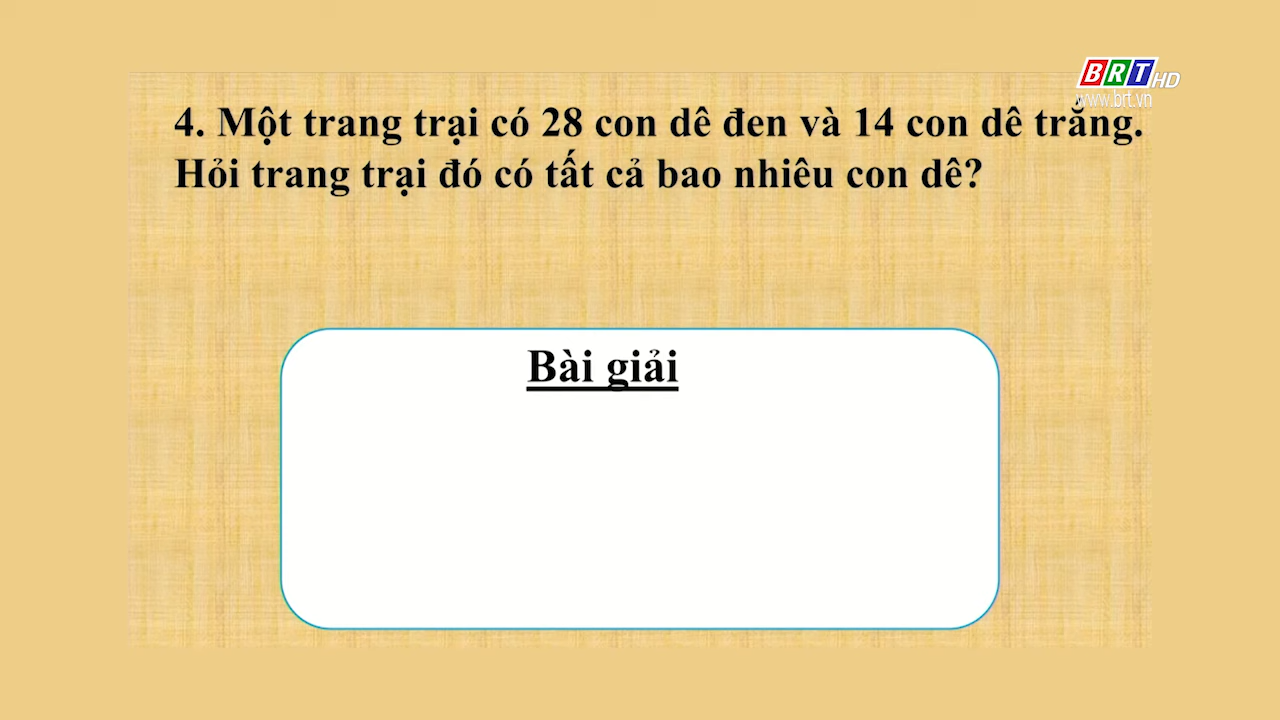 BRT HD
www.brt.vn
4. Một trang trại có 28 con dê đen và 14 con dê trắng.
Hỏi trang trại đó có tất cả bao nhiêu con dê?
Bài giải